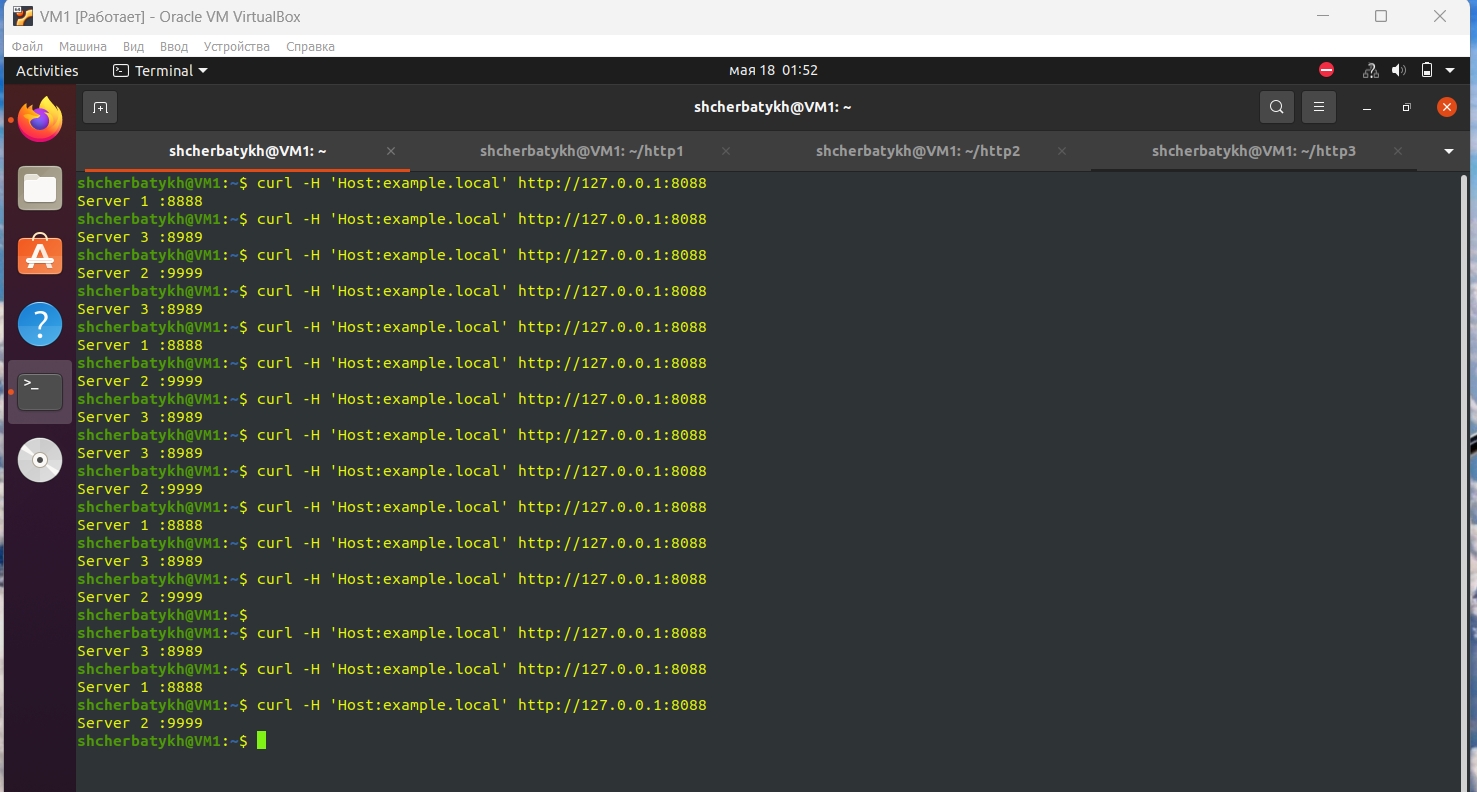 VM1 [Работает] - Oracle VM VirtualBox
Файл Машина Вид Ввод Устройства Справка
Activities Terminal мая 18 01:52
shcherbatykh@VM1: ~
shcherbatykh@VM1: ~ shcherbatykh@VM1: ~/http1 shcherbatykh@VM1: ~/http2 shcherbatykh@VM1: ~/http3
shcherbatykh@VM1:~$ curl -H 'Host:example.local' http://127.0.0.1:8088
Server 1 :8888
shcherbatykh@VM1:~$ curl -H 'Host:example.local' http://127.0.0.1:8088
Server 3 :8989
shcherbatykh@VM1:~$ curl -H 'Host:example.local' http://127.0.0.1:8088
Server 2 :9999
shcherbatykh@VM1:~$ curl -H 'Host:example.local' http://127.0.0.1:8088
Server 3 :8989
shcherbatykh@VM1:~$ curl -H 'Host:example.local' http://127.0.0.1:8088
Server 1 :8888
shcherbatykh@VM1:~$ curl -H 'Host:example.local' http://127.0.0.1:8088
Server 2 :9999
shcherbatykh@VM1:~$ curl -H 'Host:example.local' http://127.0.0.1:8088
Server 3 :8989
shcherbatykh@VM1:~$ curl -H 'Host:example.local' http://127.0.0.1:8088
Server 3 :8989
shcherbatykh@VM1:~$ curl -H 'Host:example.local' http://127.0.0.1:8088
Server 2 :9999
shcherbatykh@VM1:~$ curl -H 'Host:example.local' http://127.0.0.1:8088
Server 1 :8888
shcherbatykh@VM1:~$ curl -H 'Host:example.local' http://127.0.0.1:8088
Server 3 :8989
shcherbatykh@VM1:~$ curl -H 'Host:example.local' http://127.0.0.1:8088
Server 2 :9999
shcherbatykh@VM1:~$
shcherbatykh@VM1:~$ curl -H 'Host:example.local' http://127.0.0.1:8088
Server 3 :8989
shcherbatykh@VM1:~$ curl -H 'Host:example.local' http://127.0.0.1:8088
Server 1 :8888
shcherbatykh@VM1:~$ curl -H 'Host:example.local' http://127.0.0.1:8088
Server 2 :9999
shcherbatykh@VM1:~$